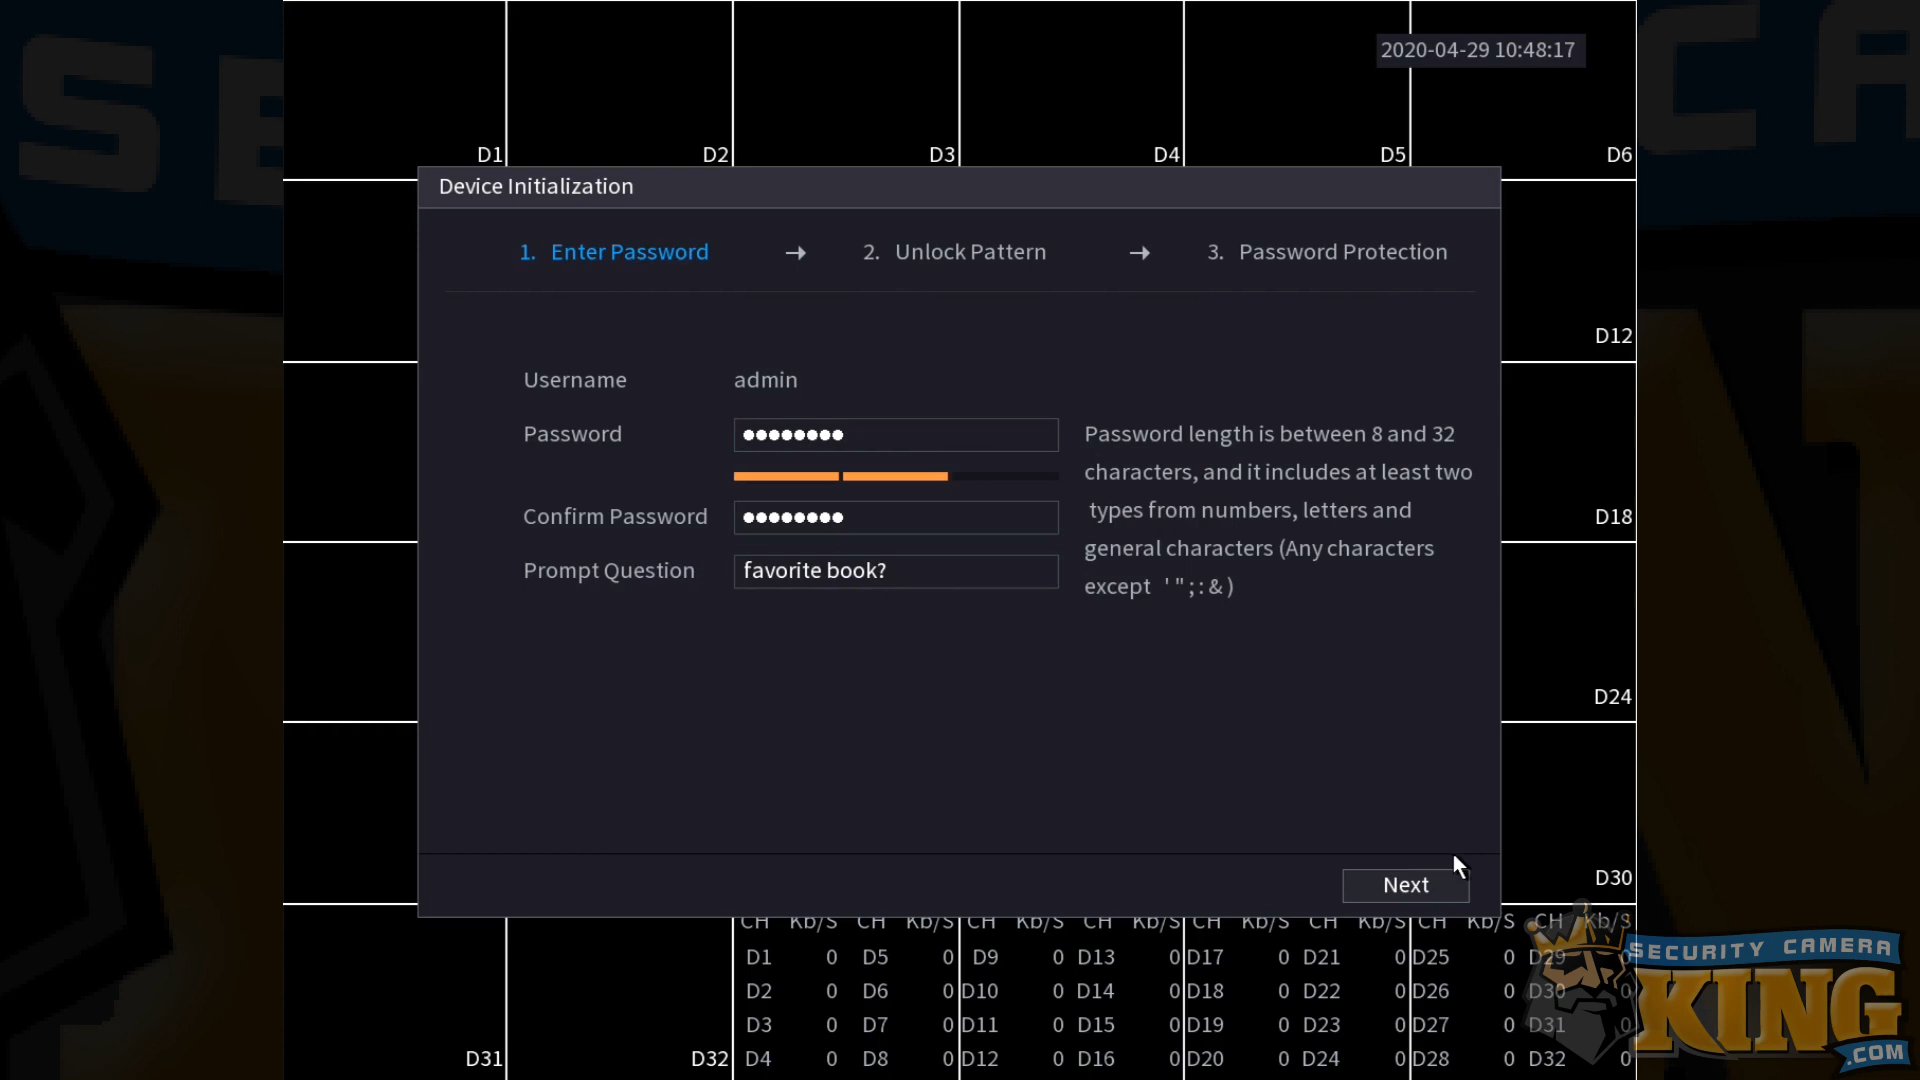 2020-04-29 10:48:17
D1 D2 D3 D4 D5 D6
Device Initialization
1. Enter Password → 2. Unlock Pattern → 3. Password Protection
D12
Username admin
Password ●●●●●●●● Password length is between 8 and 32
characters, and it includes at least two
Confirm Password ●●●●●●●● types from numbers, letters and
D18
general characters (Any characters
Prompt Question favorite book?
except ' " ; : & )
D24
D30
Next
CH Kb/S CH Kb/S CH Kb/S CH Kb/S CH Kb/S CH Kb/S CH Kb/S CH Kb/S
D1 0 D5 0 D9 0 D13 0 D17 0 D21 0 D25 0 D29 0
D2 0 D6 0 D10 0 D14 0 D18 0 D22 0 D26 0 D30
D3 0 D7 0 D11 0 D15 0 D19 0 D23 0 D27 0 D31 0
D31 D32 D4 0 D8 0 D12 0 D16 0 D20 0 D24 0 D28 0 D32 0
SECURITY CAMERA
KING
.COM